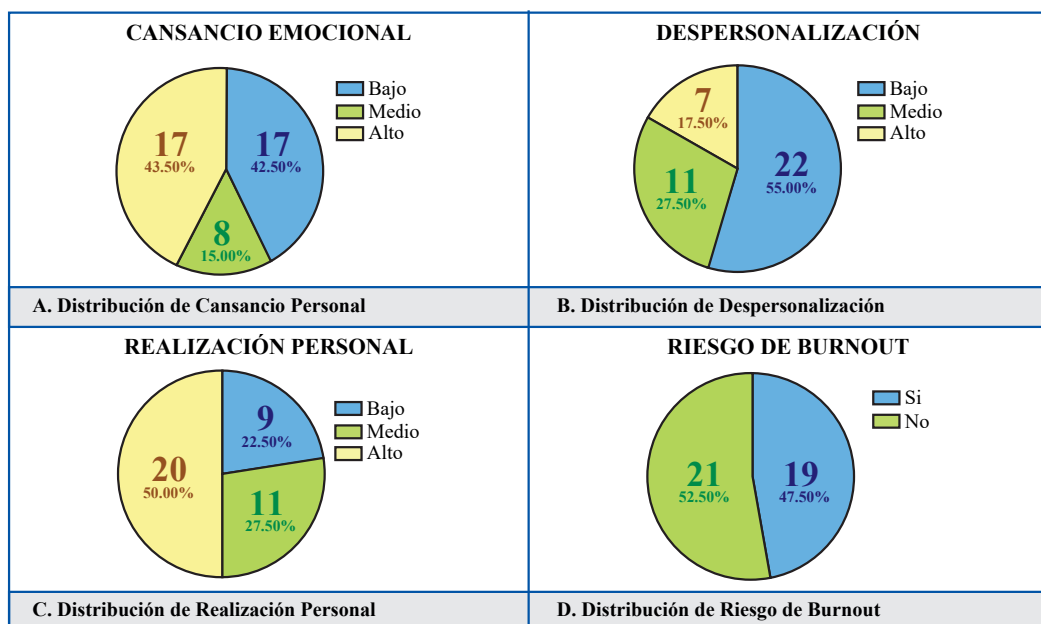 CANSANCIO EMOCIONAL
17
43.50%
17
42.50%
8
15.00%
Bajo
Medio
Alto
A. Distribución de Cansancio Personal
DESPERSONALIZACIÓN
7
17.50%
11
27.50%
22
55.00%
Bajo
Medio
Alto
B. Distribución de Despersonalización
REALIZACIÓN PERSONAL
9
22.50%
20
50.00%
11
27.50%
Bajo
Medio
Alto
C. Distribución de Realización Personal
RIESGO DE BURNOUT
21
52.50%
19
47.50%
Si
No
D. Distribución de Riesgo de Burnout